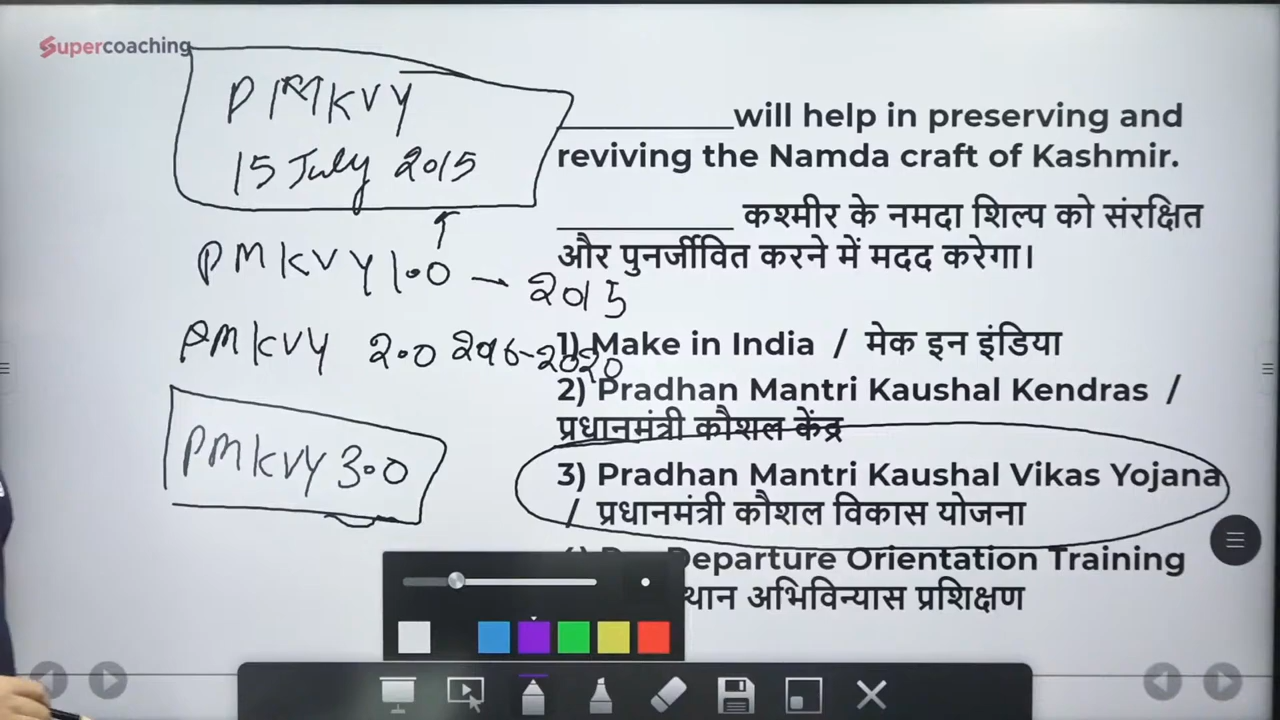 Supercoaching
PMKVY
15 July 2015
PMKVY 1.0 - 2015
PMKVY 2.0 2016-2020
PMKVY 3.0
__________will help in preserving and
reviving the Namda craft of Kashmir.
__________ कश्मीर के नमदा शिल्प को संरक्षित
और पुनर्जीवित करने में मदद करेगा।
1) Make in India / मेक इन इंडिया
2) Pradhan Mantri Kaushal Kendras /
प्रधानमंत्री कौशल केंद्र
3) Pradhan Mantri Kaushal Vikas Yojana
/ प्रधानमंत्री कौशल विकास योजना
Departure Orientation Training
अभिविन्यास प्रशिक्षण